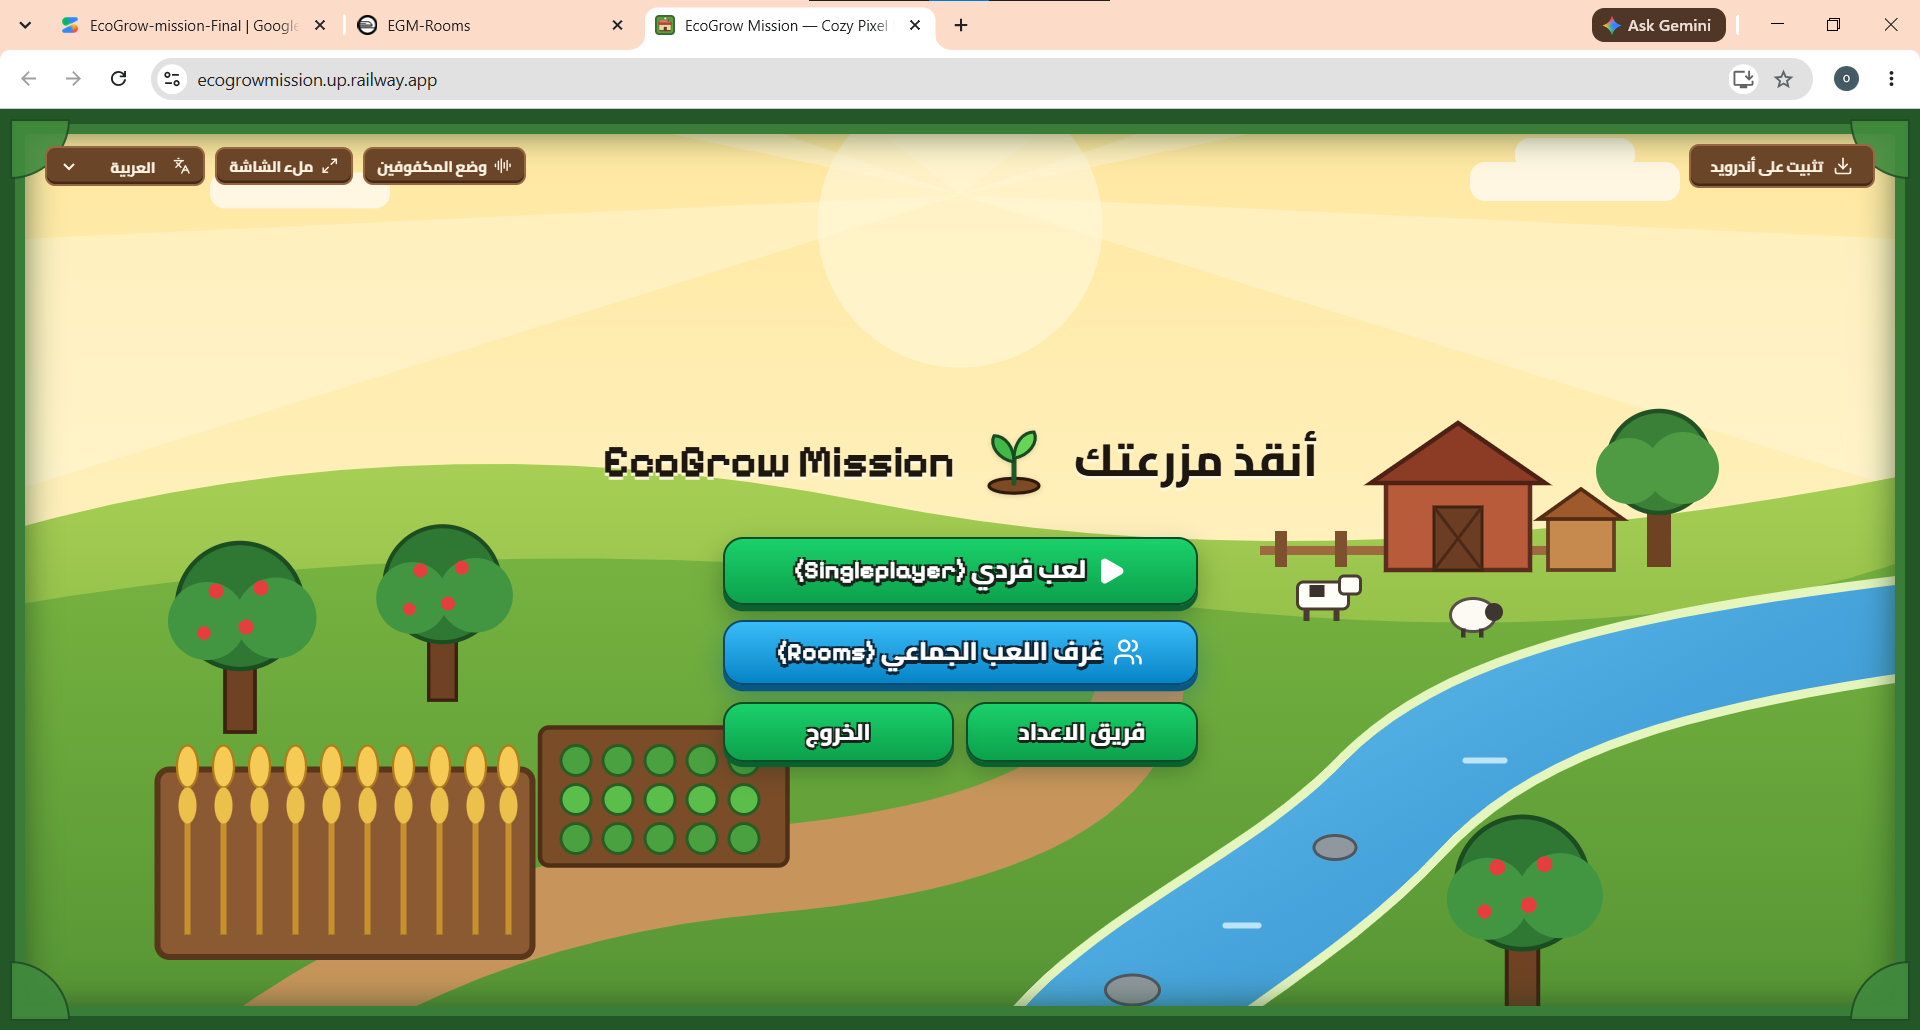 EcoGrow-mission-Final | Google
EGM-Rooms
EcoGrow Mission — Cozy Pixel
Ask Gemini
ecogrowmission.up.railway.app
O
العربية
ملء الشاشة
وضع المكفوفين
تثبيت على أندرويد
أنقذ مزرعتك EcoGrow Mission
لعب فردي (Singleplayer)
غرف اللعب الجماعي (Rooms)
فريق الاعداد
الخروج